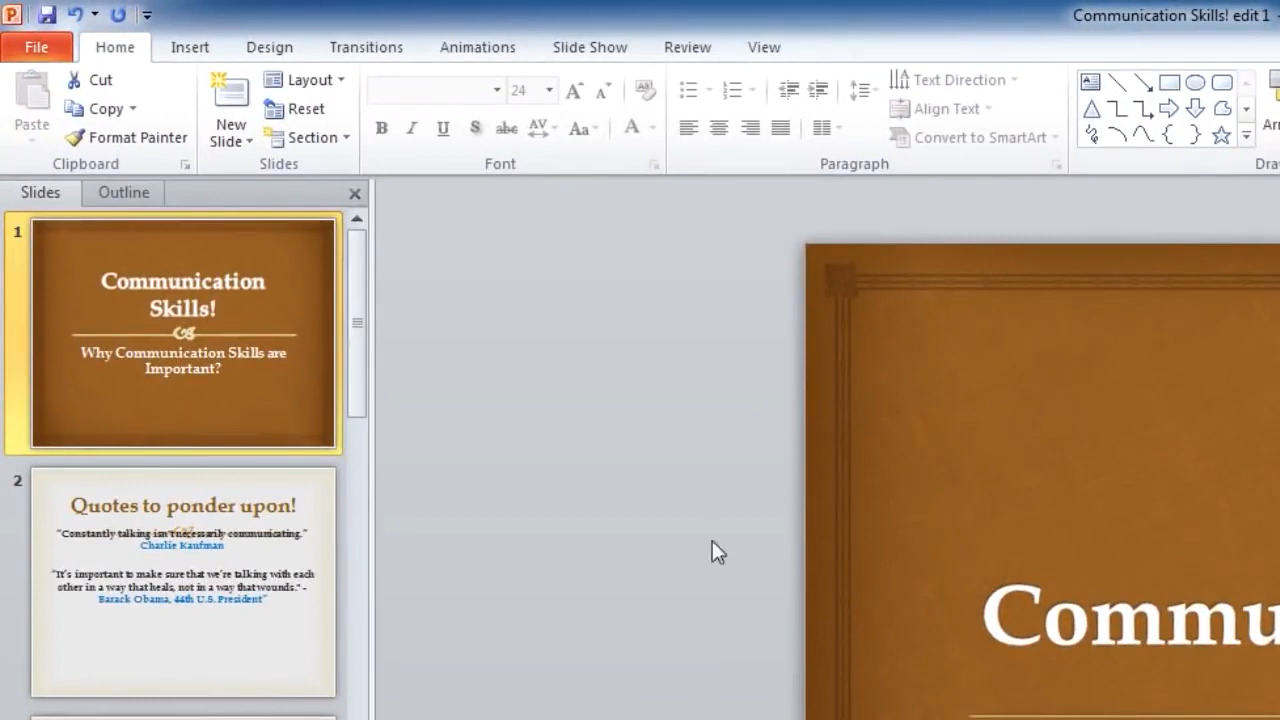 Communication Skills! edit 1
File Home Insert Design Transitions Animations Slide Show Review View
Paste
Cut
Copy
Format Painter
Clipboard
New
Slide
Layout
Reset
Section
Slides
24
B I U S abc AV Aa A
Font
Text Direction
Align Text
Convert to SmartArt
Paragraph
Dra
Slides Outline
1
Communication
Skills!
Why Communication Skills are
Important?
2
Quotes to ponder upon!
"Constantly talking isn't necessarily communicating."
Charlie Kaufman
"It's important to make sure that we're talking with each
other in a way that heals, not in a way that wounds." -
Barack Obama, 44th U.S. President"
Commu